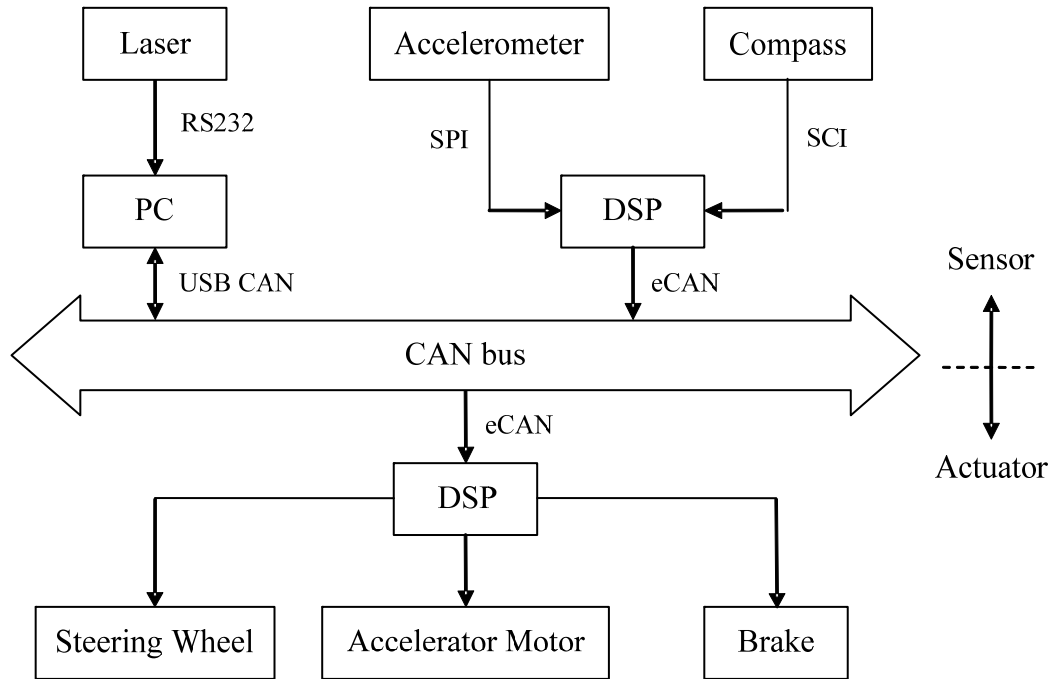 Laser
Accelerometer
Compass
RS232
SPI
SCI
PC
DSP
USB CAN
eCAN
Sensor
CAN bus
eCAN
Actuator
DSP
Steering Wheel
Accelerator Motor
Brake